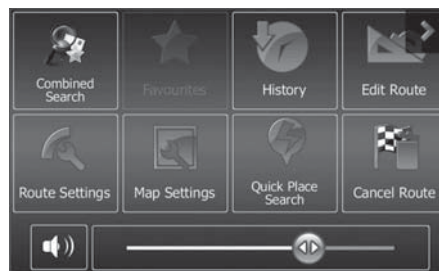 Combined
Search
Favourites
History
Edit Route
Route Settings
Map Settings
Quick Place
Search
Cancel Route